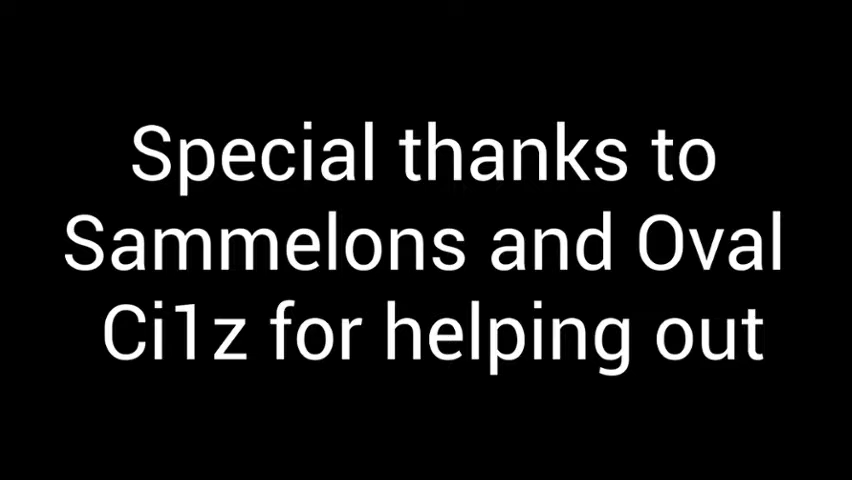 Special thanks to
Sammelons and Oval
Ci1z for helping out